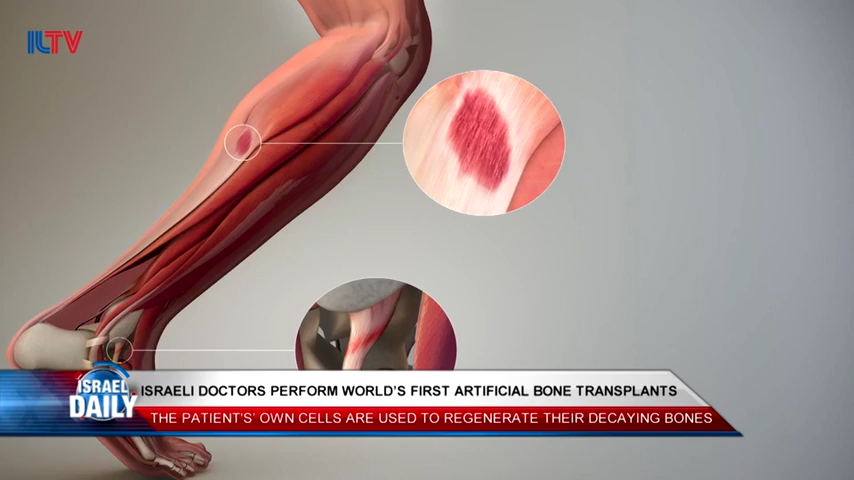 ILTV
ISRAEL
DAILY
ISRAELI DOCTORS PERFORM WORLD'S FIRST ARTIFICIAL BONE TRANSPLANTS
THE PATIENT'S' OWN CELLS ARE USED TO REGENERATE THEIR DECAYING BONES